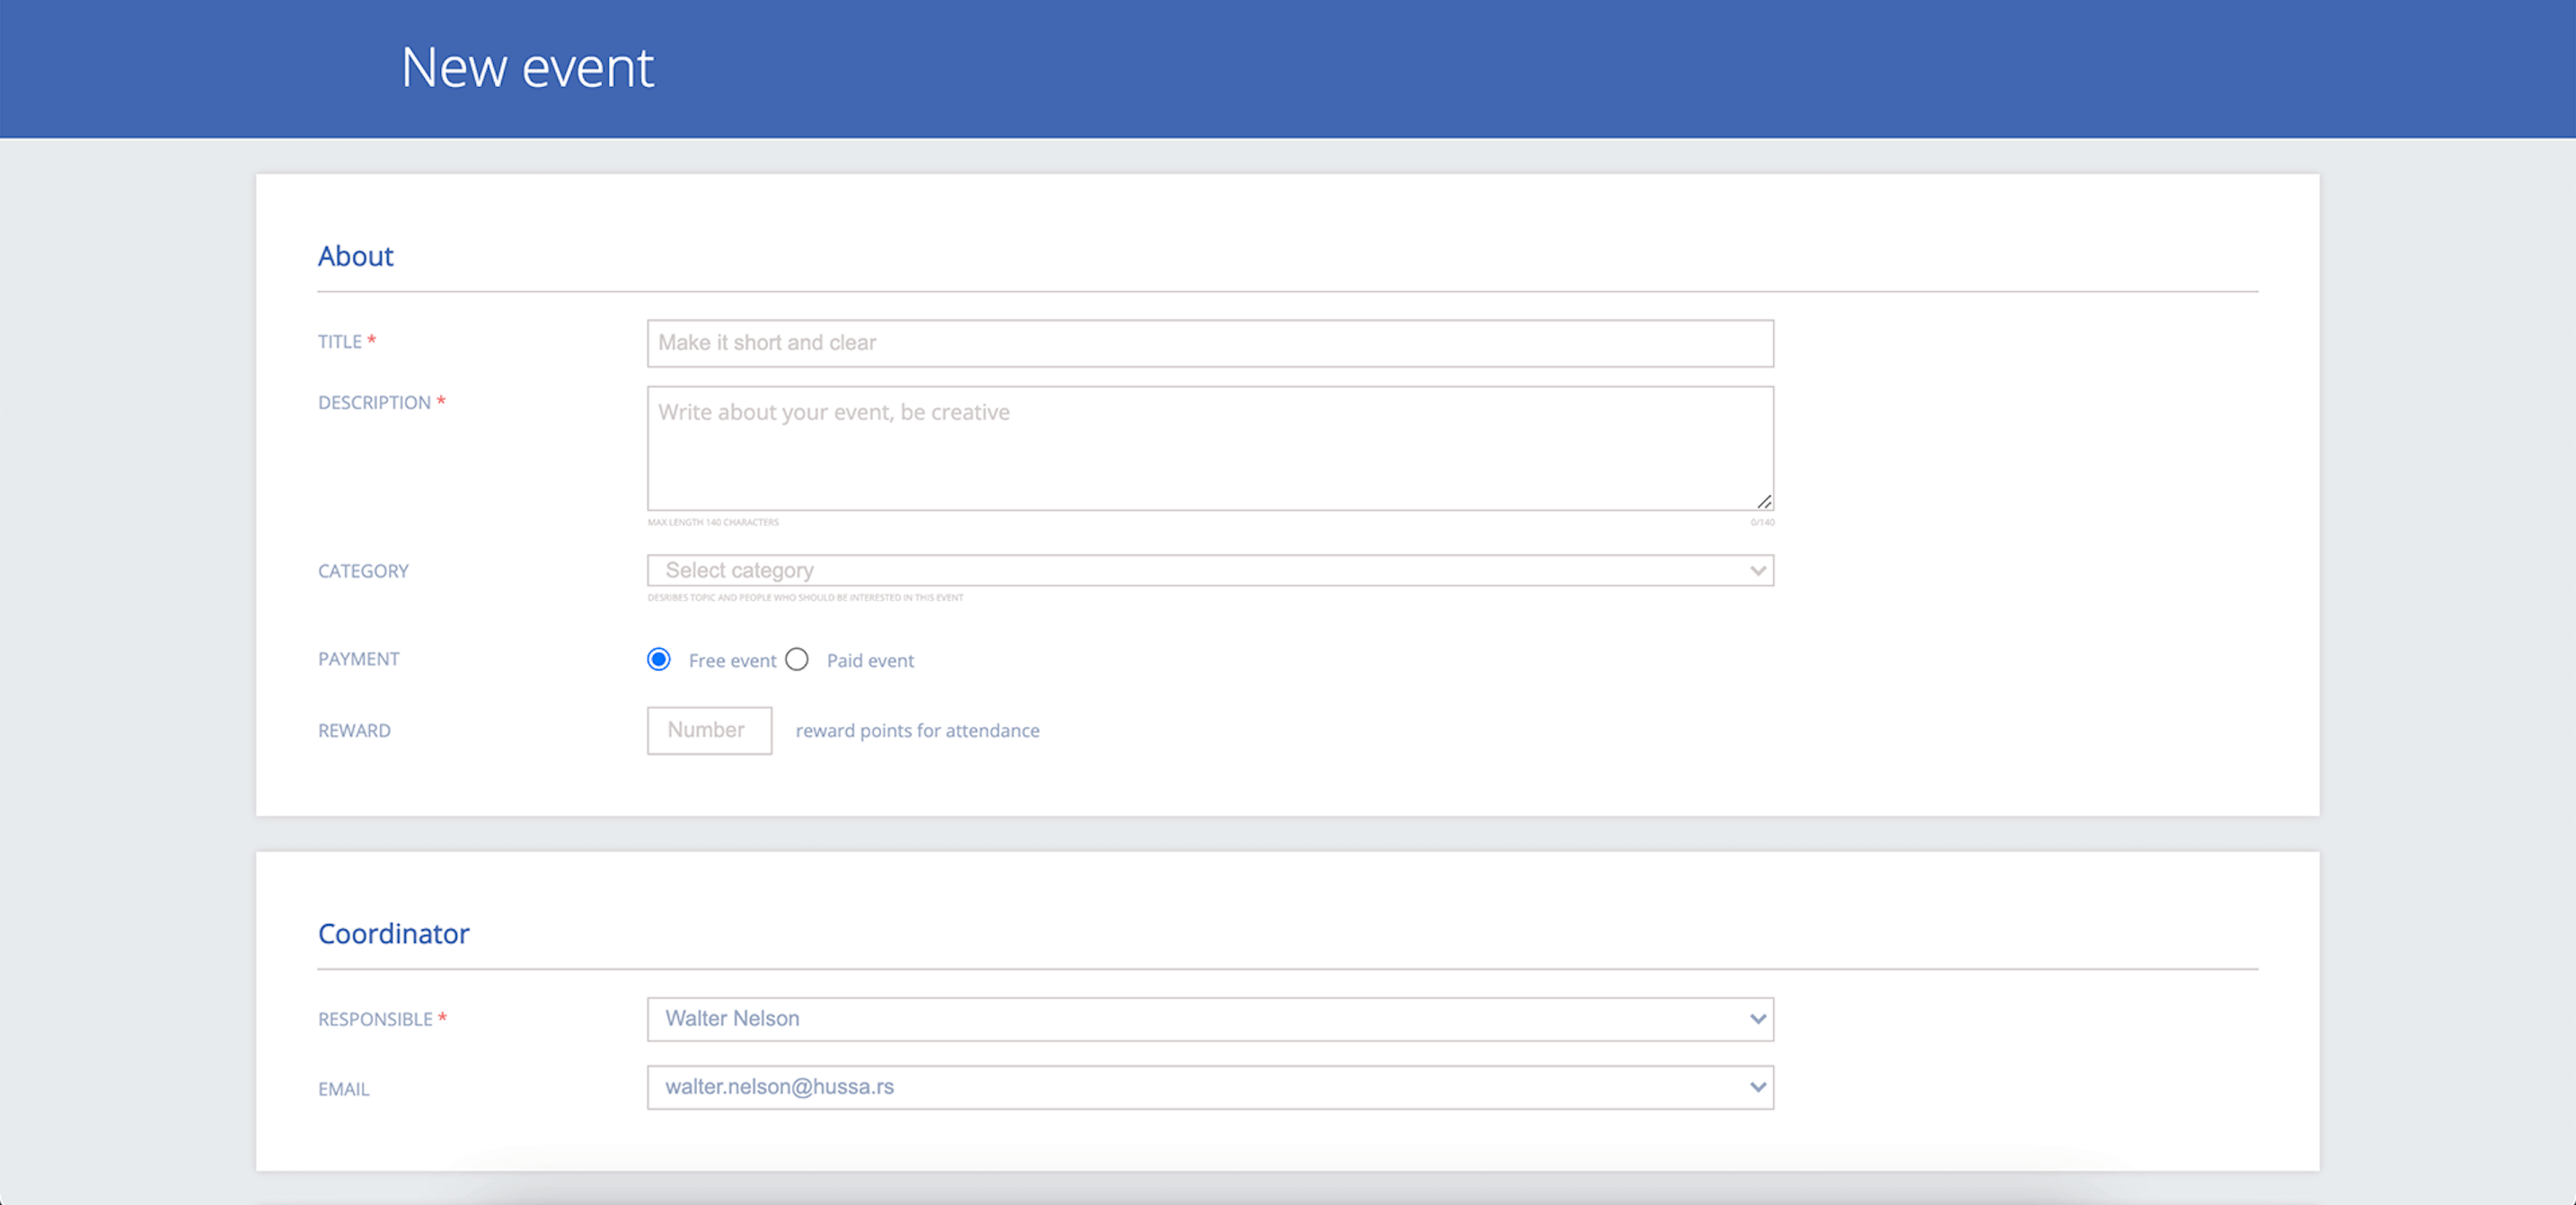 New event
About
TITLE *
Make it short and clear
DESCRIPTION *
Write about your event, be creative
MAX LENGTH 140 CHARACTERS
0/140
CATEGORY
Select category
DESRIBES TOPIC AND PEOPLE WHO SHOULD BE INTERESTED IN THIS EVENT
PAYMENT
Free event
Paid event
REWARD
Number
reward points for attendance
Coordinator
RESPONSIBLE *
Walter Nelson
EMAIL
walter.nelson@hussa.rs